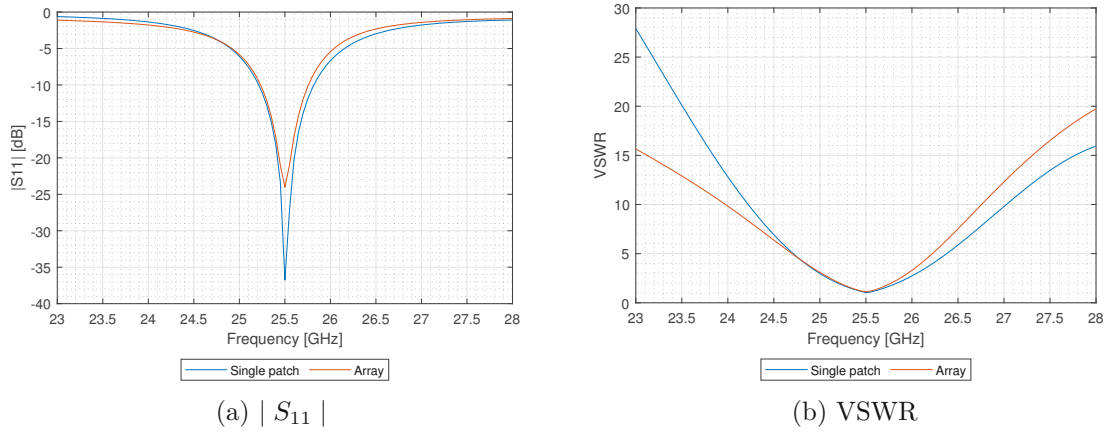 0
-5
-10
-15
-20
-25
-30
-35
-40
|S11| [dB]
23 23.5 24 24.5 25 25.5 26 26.5 27 27.5 28
Frequency [GHz]
Single patch Array
(a) | S11 |
30
25
20
15
10
5
0
VSWR
23 23.5 24 24.5 25 25.5 26 26.5 27 27.5 28
Frequency [GHz]
Single patch Array
(b) VSWR